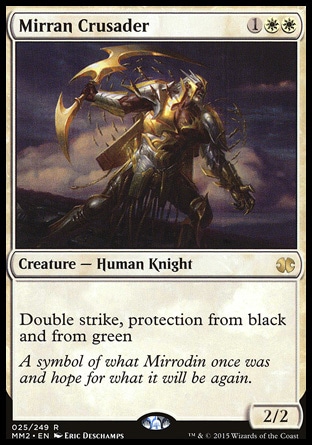 Mirran Crusader 1
Creature — Human Knight
Double strike, protection from black
and from green
A symbol of what Mirrodin once was
and hope for what it will be again.
2/2
025/249 R
MM2 • EN Eric Deschamps
™ & © 2015 Wizards of the Coast